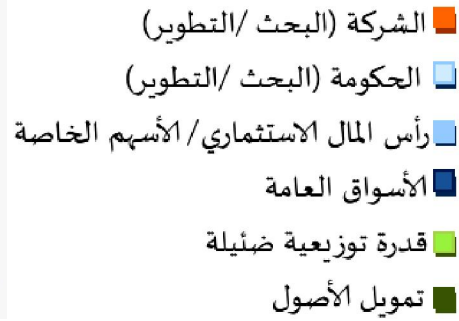 الشركة (البحث /التطوير)
الحكومة (البحث /التطوير)
رأس المال الاستثماري/ الأسهم الخاصة
الأسواق العامة
قدرة توزيعية ضئيلة
تمويل الأصول